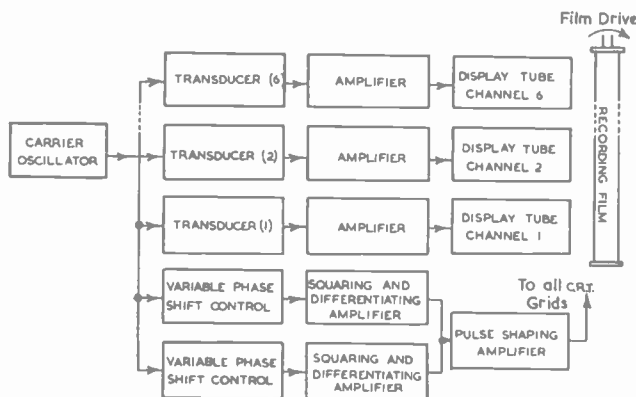 Film Drive
TRANSDUCER (6)
AMPLIFIER
DISPLAY TUBE
CHANNEL 6
CARRIER
OSCILLATOR
TRANSDUCER (2)
AMPLIFIER
DISPLAY TUBE
CHANNEL 2
RECORDING FILM
TRANSDUCER (1)
AMPLIFIER
DISPLAY TUBE
CHANNEL 1
VARIABLE PHASE
SHIFT CONTROL
SQUARING AND
DIFFERENTIATING
AMPLIFIER
To all C.R.T.
Grids
PULSE SHAPING
AMPLIFIER
VARIABLE PHASE
SHIFT CONTROL
SQUARING AND
DIFFERENTIATING
AMPLIFIER